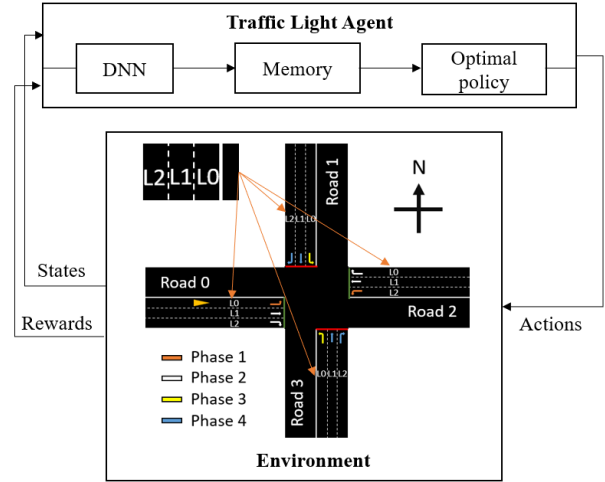 Traffic Light Agent
DNN
Memory
Optimal
policy
L2 L1 L0
Road 1
N
L2 L1 L0
States
Road 0
L0
L1
L2
L0
L1
L2
Road 2
Rewards
Actions
Phase 1
Phase 2
Phase 3
Phase 4
Road 3
L0 L1 L2
Environment